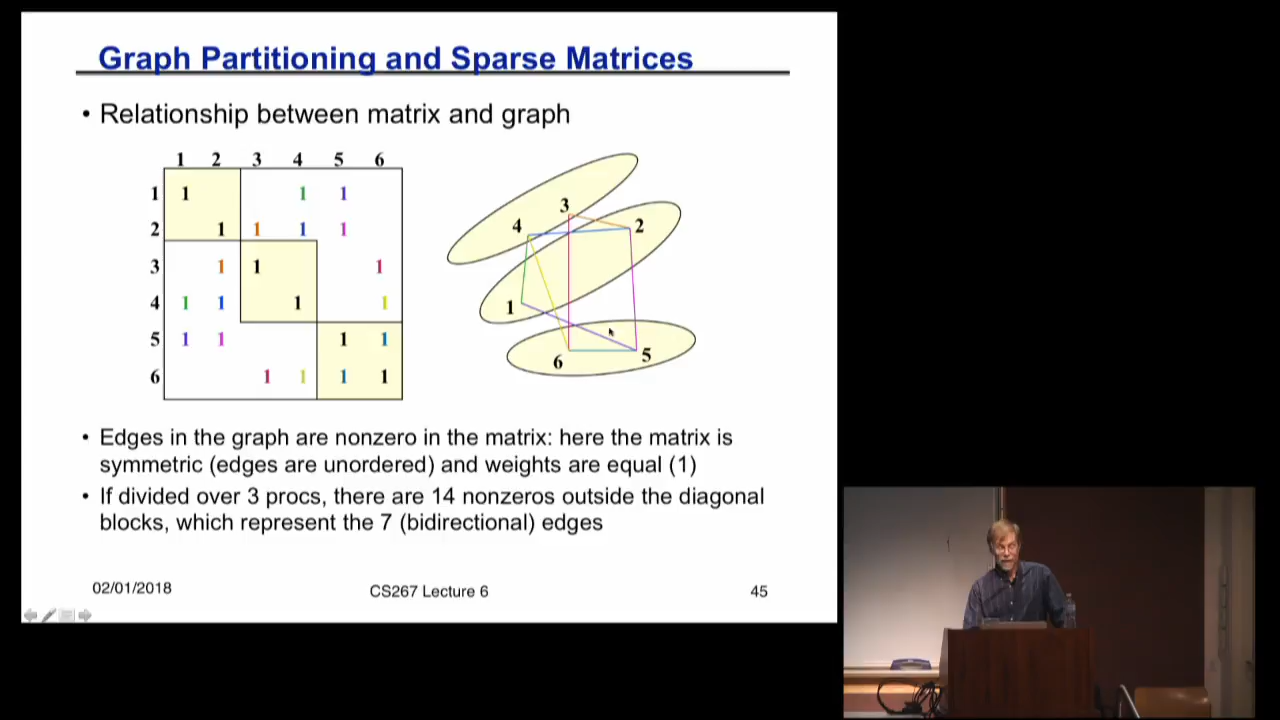 Graph Partitioning and Sparse Matrices
• Relationship between matrix and graph
1 2 3 4 5 6
1 1 1 1
2 1 1 1 1
3 1 1 1
4 1 1 1 1
5 1 1 1 1
6 1 1 1 1
3
4 2
1
6 5
• Edges in the graph are nonzero in the matrix: here the matrix is
symmetric (edges are unordered) and weights are equal (1)
• If divided over 3 procs, there are 14 nonzeros outside the diagonal
blocks, which represent the 7 (bidirectional) edges
02/01/2018 CS267 Lecture 6 45